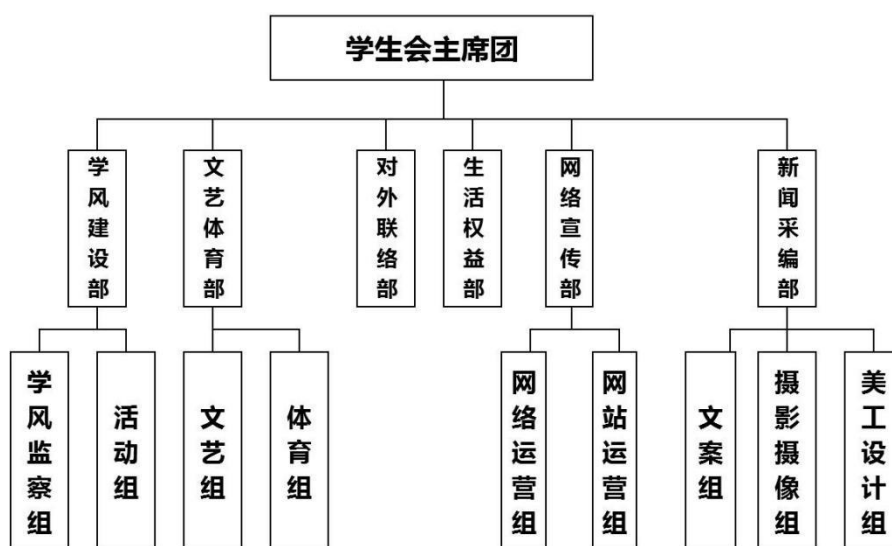 学生会主席团
学风建设部
文艺体育部
对外联络部
生活权益部
网络宣传部
新闻采编部
学风监察组
活动组
文艺组
体育组
网络运营组
网站运营组
文案组
摄影摄像组
美工设计组